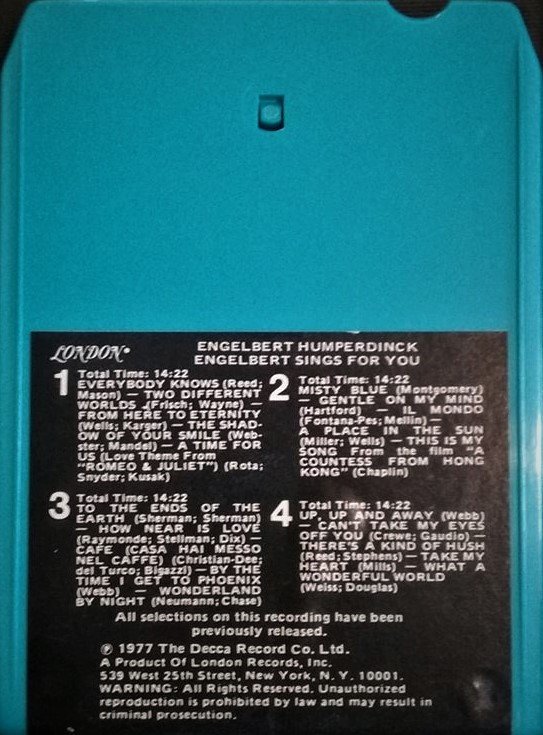 LONDON®
ENGELBERT HUMPERDINCK
ENGELBERT SINGS FOR YOU
1 Total Time: 14:22
EVERYBODY KNOWS (Reed;
Mason) — TWO DIFFERENT
WORLDS (Frisch; Wayne) —
FROM HERE TO ETERNITY
(Wells; Karger) — THE SHAD-
OW OF YOUR SMILE (Web-
ster; Mandel) — A TIME FOR
US (Love Theme From
"ROMEO & JULIET") (Rota;
Snyder; Kusak)
2 Total Time: 14:22
MISTY BLUE (Montgomery)
— GENTLE ON MY MIND
(Hartford) — IL MONDO
(Fontana-Pes; Mellin) —
A PLACE IN THE SUN
(Miller; Wells) — THIS IS MY
SONG From the film "A
COUNTESS FROM HONG
KONG" (Chaplin)
3 Total Time: 14:22
TO THE ENDS OF THE
EARTH (Sherman; Sherman)
— HOW NEAR IS LOVE
(Raymonde; Stellman; Dix) —
CAFE (CASA HAI MESSO
NEL CAFFE) (Christian-Dee;
del Turco; Bigazzi) — BY THE
TIME I GET TO PHOENIX
(Webb) — WONDERLAND
BY NIGHT (Neumann; Chase)
4 Total Time: 14:22
UP, UP AND AWAY (Webb)
— CAN'T TAKE MY EYES
OFF YOU (Crewe; Gaudio) —
THERE'S A KIND OF HUSH
(Reed; Stephens) — TAKE MY
HEART (Mills) — WHAT A
WONDERFUL WORLD
(Weiss; Douglas)
All selections on this recording have been
previously released.
℗ 1977 The Decca Record Co. Ltd.
A Product Of London Records, Inc.
539 West 25th Street, New York, N. Y. 10001.
WARNING: All Rights Reserved. Unauthorized
reproduction is prohibited by law and may result in
criminal prosecution.